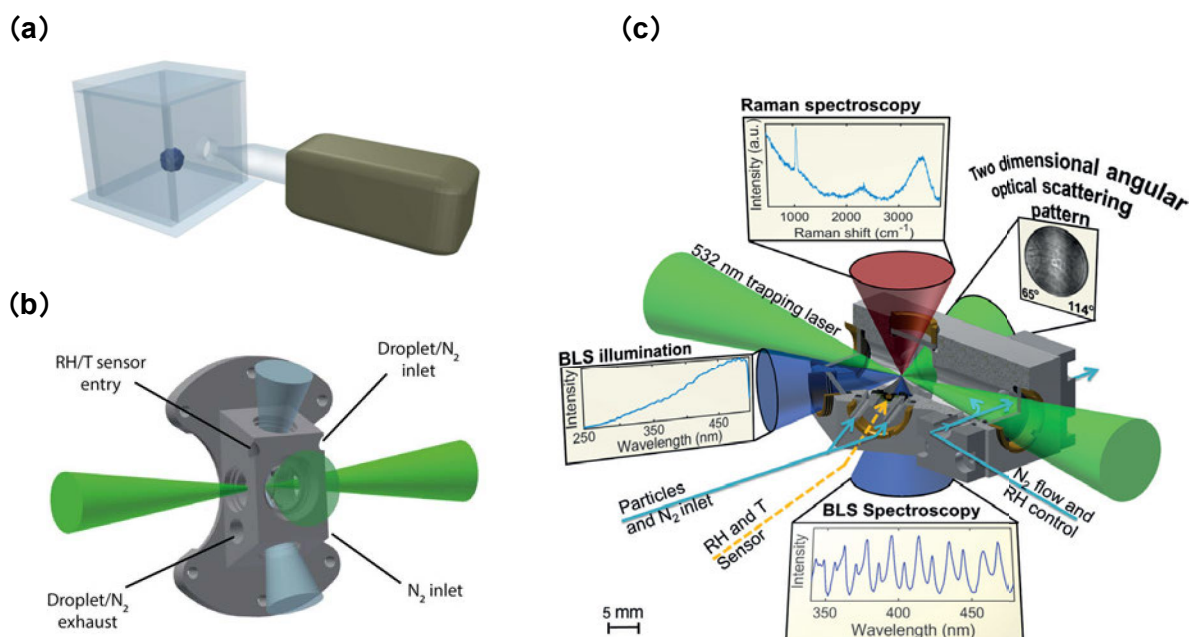 (a)
(b)
RH/T sensor
entry
Droplet/N₂
inlet
Droplet/N₂
exhaust
N₂ inlet
(c)
Raman spectroscopy
Intensity (a.u.)
1000 2000 3000
Raman shift (cm⁻¹)
Two dimensional angular
optical scattering
pattern
65º
114º
532 nm trapping laser
BLS illumination
Intensity
250 350 450
Wavelength (nm)
Particles
and N₂ inlet
RH and T
Sensor
N₂ flow and
RH control
BLS Spectroscopy
Intensity
350 400 450
Wavelength (nm)
5 mm